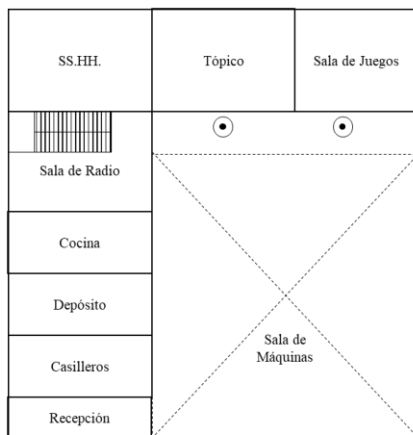 SS.HH.
Tópico
Sala de Juegos
Sala de Radio
Cocina
Depósito
Sala de
Máquinas
Casilleros
Recepción